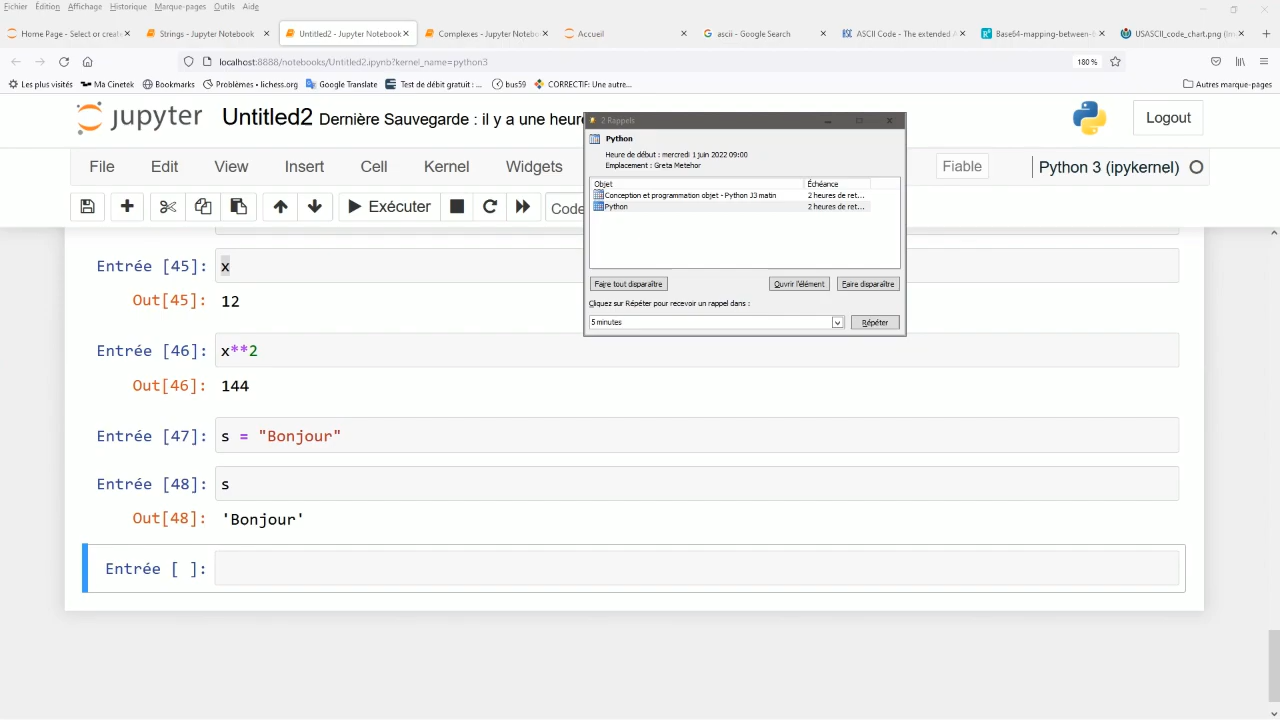 Fichier Édition Affichage Historique Marque-pages Outils Aide
Home Page - Select or creat Strings - Jupyter Notebook Untitled2 - Jupyter Notebook Complexes - Jupyter Noteb Accueil ascii - Google Search ASCII Code - The extended A Base64-mapping-between- USASCII_code_chart.png (Im
localhost:8888/notebooks/Untitled2.ipynb?kernel_name=python3 180 %
Les plus visités Ma Cinetek Bookmarks Problèmes • lichess.org Google Translate Test de débit gratuit : ... bus59 CORRECTIF: Une autre... Autres marque-pages
jupyter Untitled2 Dernière Sauvegarde : il y a une heure Logout
File Edit View Insert Cell Kernel Widgets Fiable Python 3 (ipykernel)
Exécuter Code
2 Rappels
Python
Heure de début : mercredi 1 juin 2022 09:00
Emplacement : Greta Metehor
Objet Échéance
Conception et programmation objet - Python J3 matin 2 heures de ret...
Python 2 heures de ret...
Faire tout disparaître Ouvrir l'élément Faire disparaître
Cliquez sur Répéter pour recevoir un rappel dans :
5 minutes Répéter
Entrée [45]: x
Out[45]: 12
Entrée [46]: x**2
Out[46]: 144
Entrée [47]: s = "Bonjour"
Entrée [48]: s
Out[48]: 'Bonjour'
Entrée [ ]: